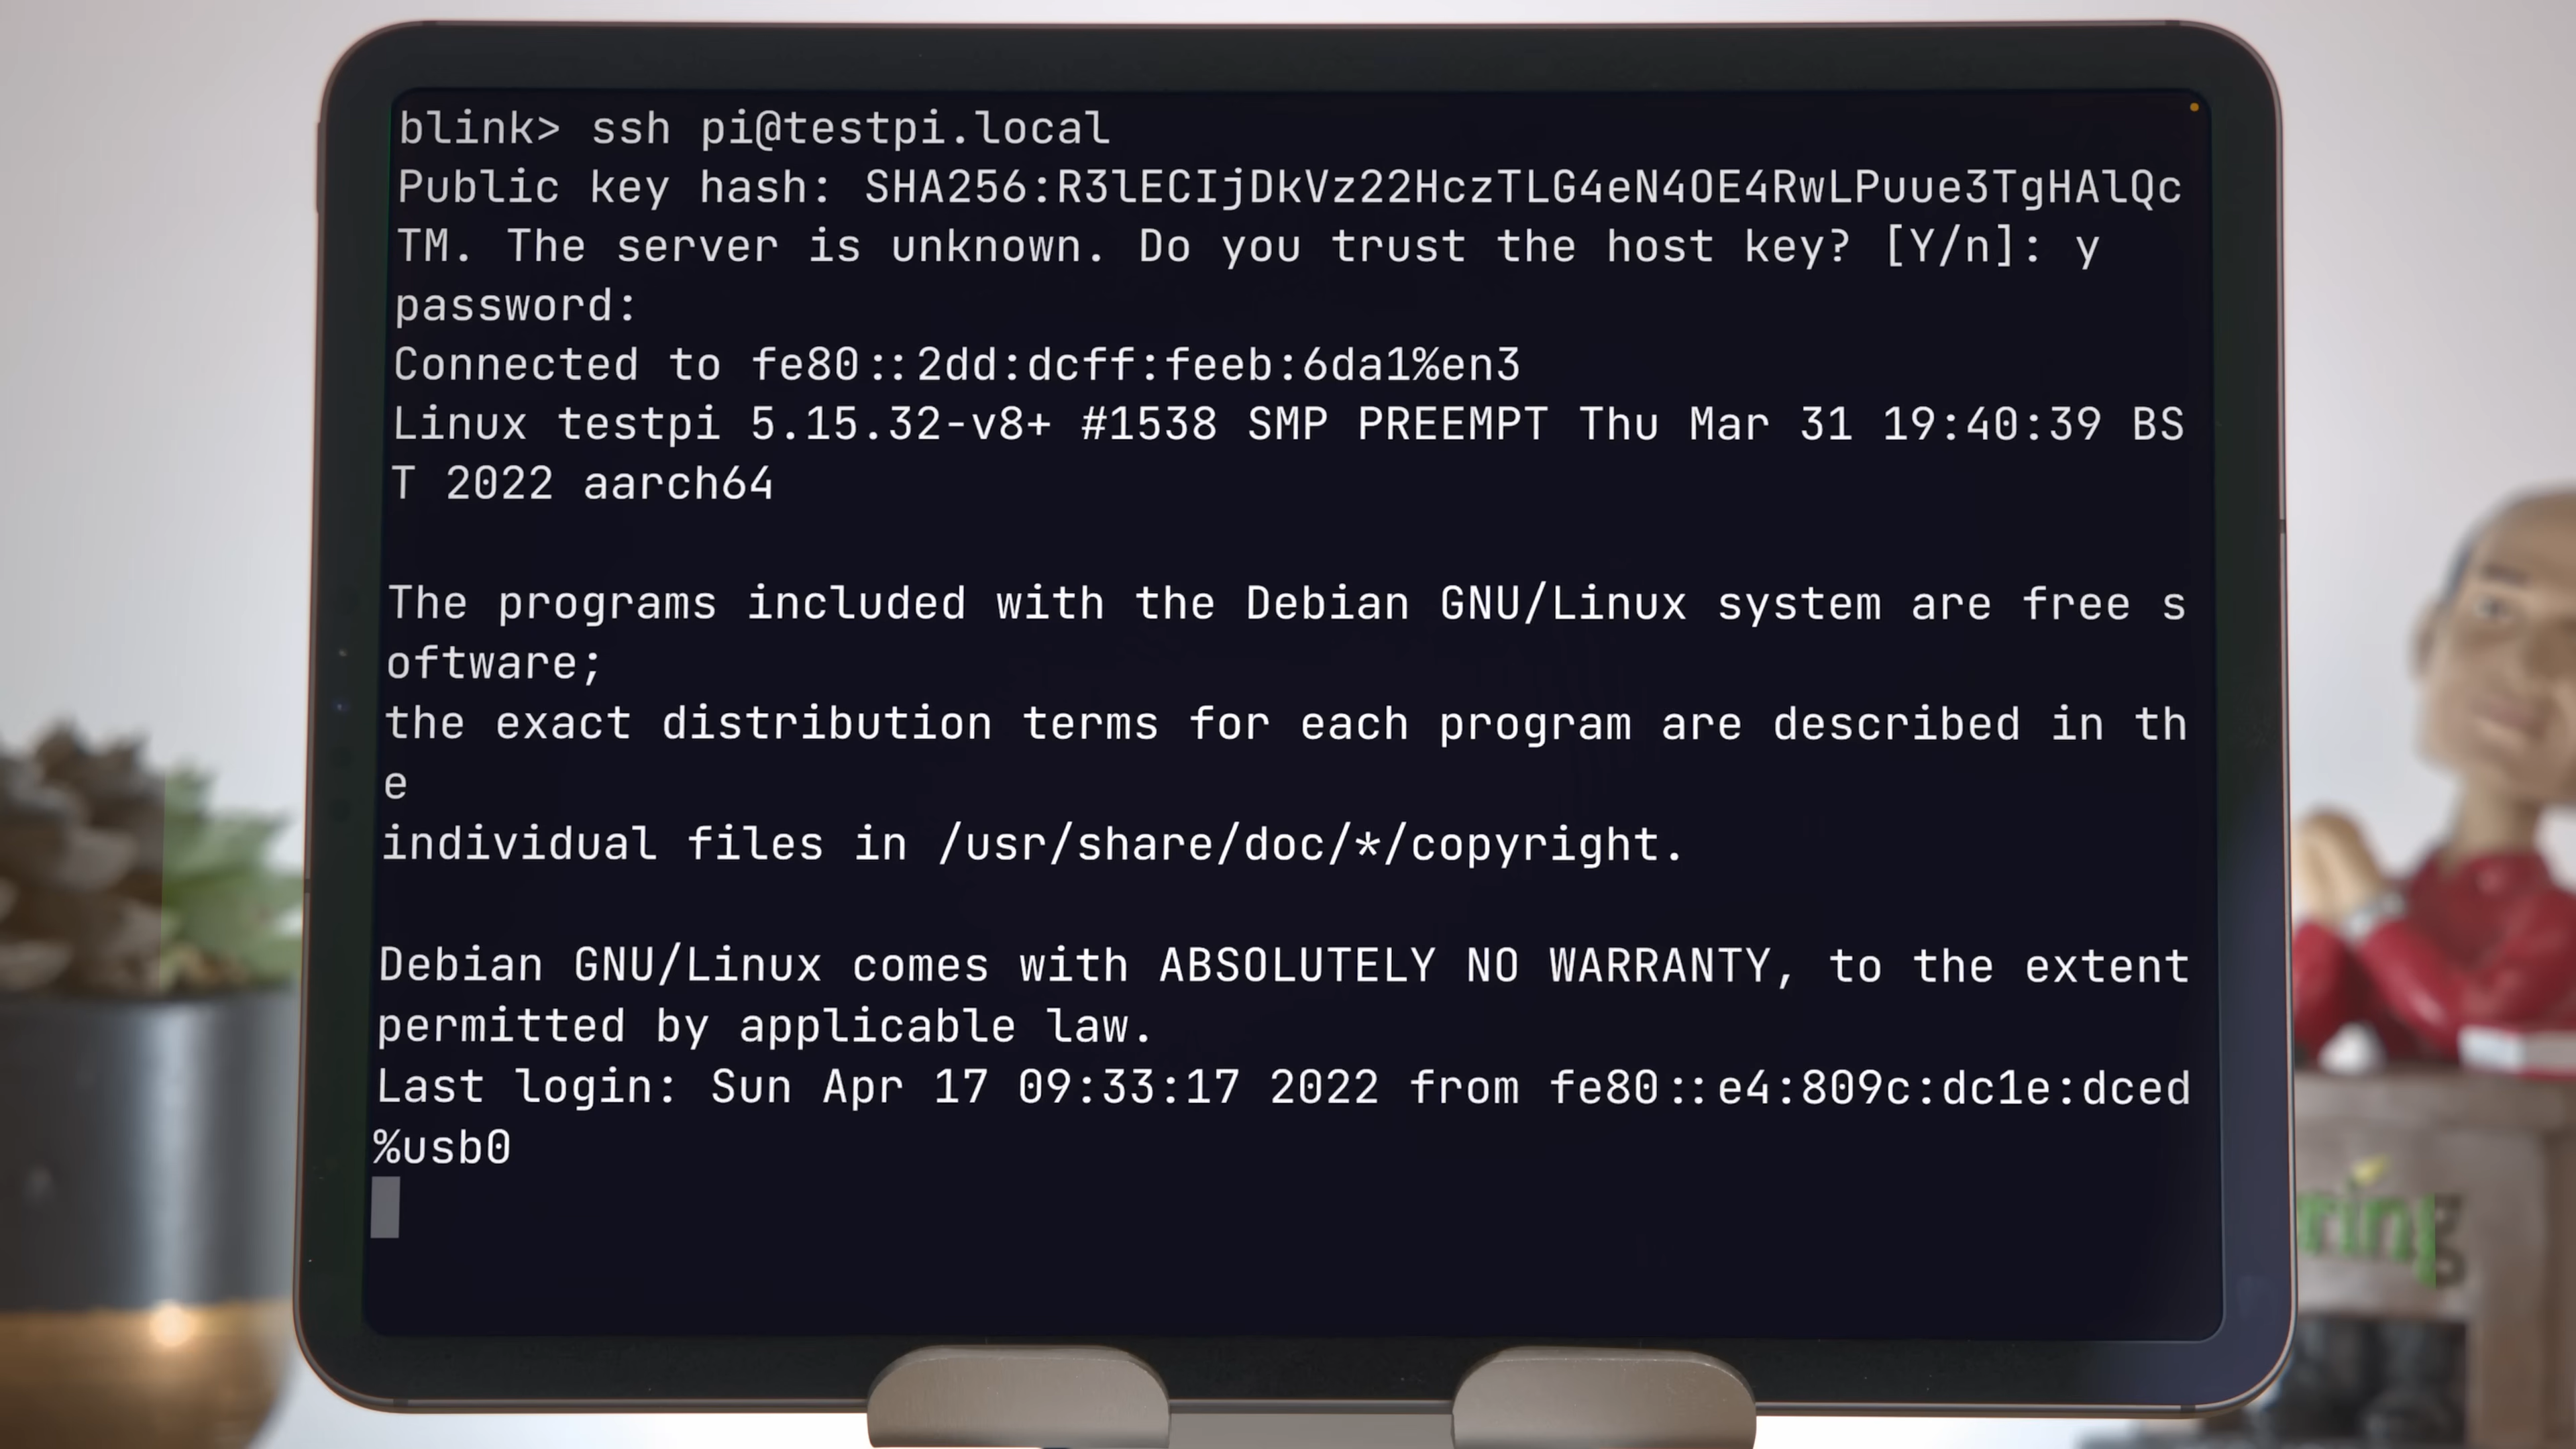 blink> ssh pi@testpi.local
Public key hash: SHA256:R3lECIjDkVz22HczTLG4eN4OE4RwLPuue3TgHAlQc
TM. The server is unknown. Do you trust the host key? [Y/n]: y
password:
Connected to fe80::2dd:dcff:feeb:6da1%en3
Linux testpi 5.15.32-v8+ #1538 SMP PREEMPT Thu Mar 31 19:40:39 BS
T 2022 aarch64
The programs included with the Debian GNU/Linux system are free s
oftware;
the exact distribution terms for each program are described in th
e
individual files in /usr/share/doc/*/copyright.
Debian GNU/Linux comes with ABSOLUTELY NO WARRANTY, to the extent
permitted by applicable law.
Last login: Sun Apr 17 09:33:17 2022 from fe80::e4:809c:dc1e:dced
%usb0